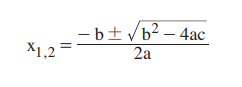 x₁,₂ = (−b ± √(b² − 4ac)) / 2a